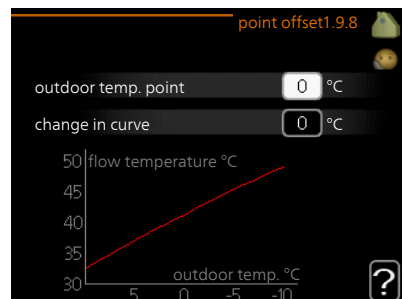 point offset1.9.8
outdoor temp. point 0 °C
change in curve 0 °C
50 flow temperature °C
45
40
35
30
outdoor temp. °C
5 0 -5 -10
?